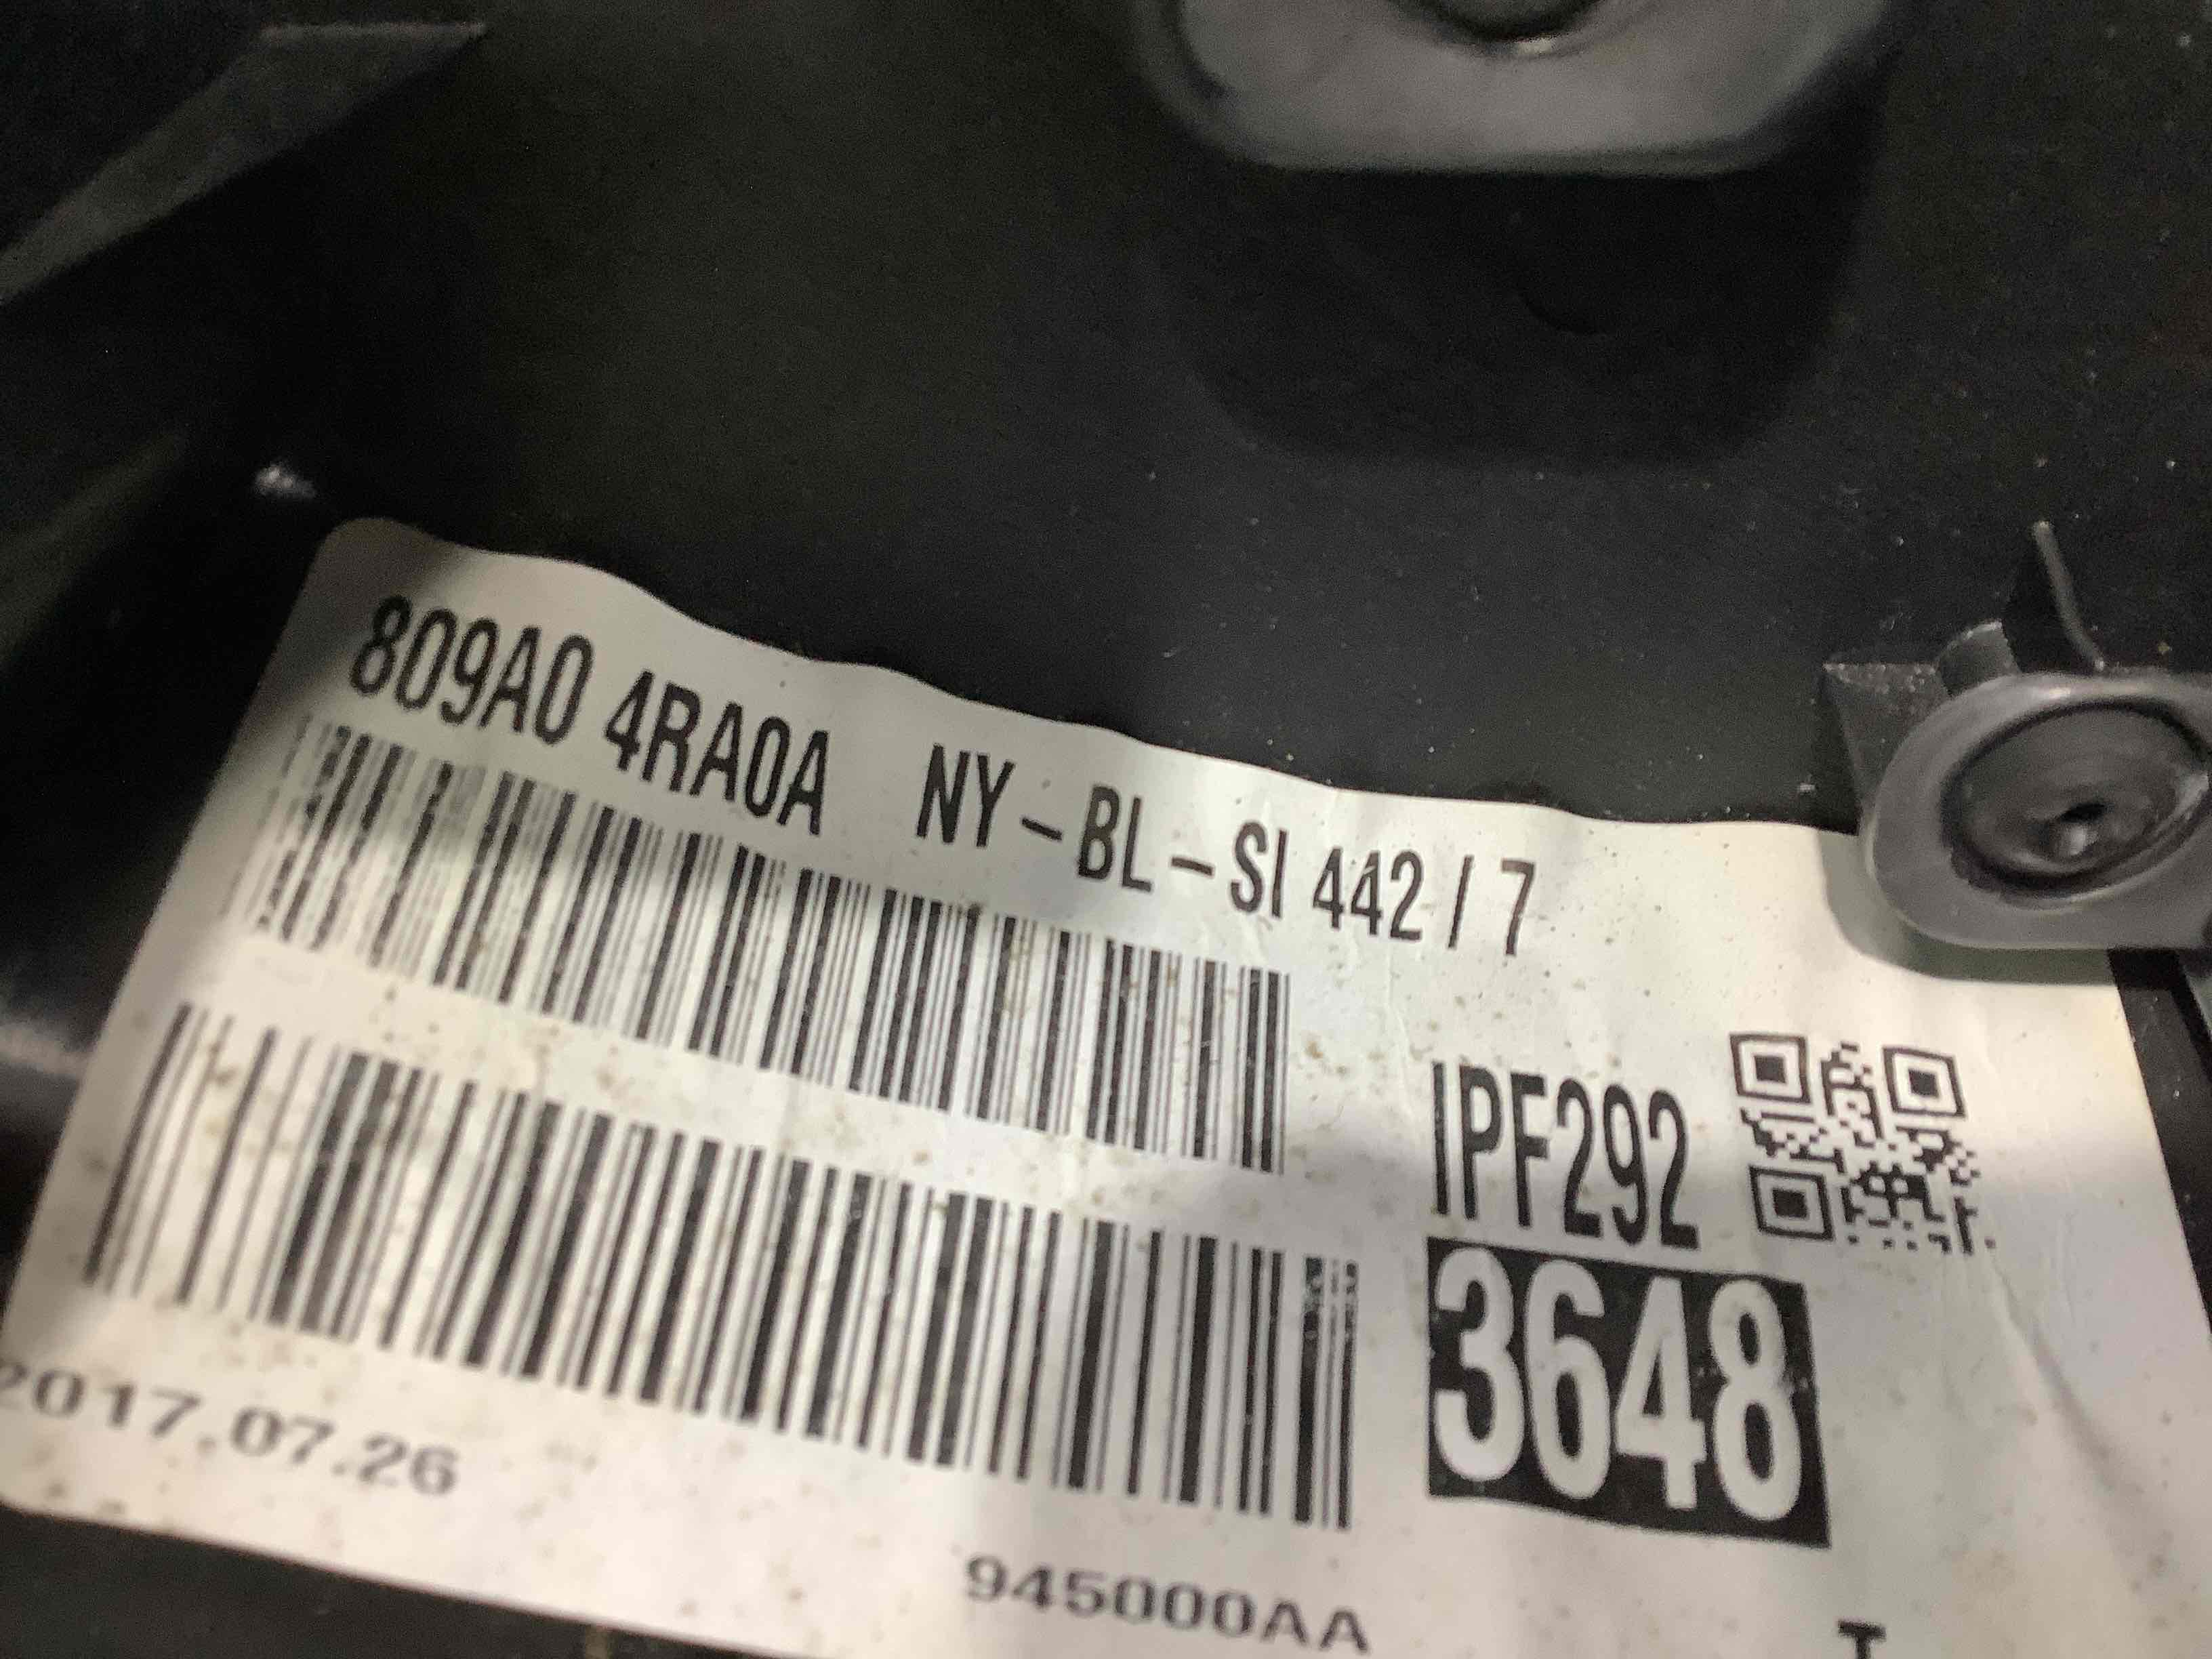 809A0 4RA0A NY-BL-SI 442/7
IPF292
3648
2017.07.26
945000AA
T